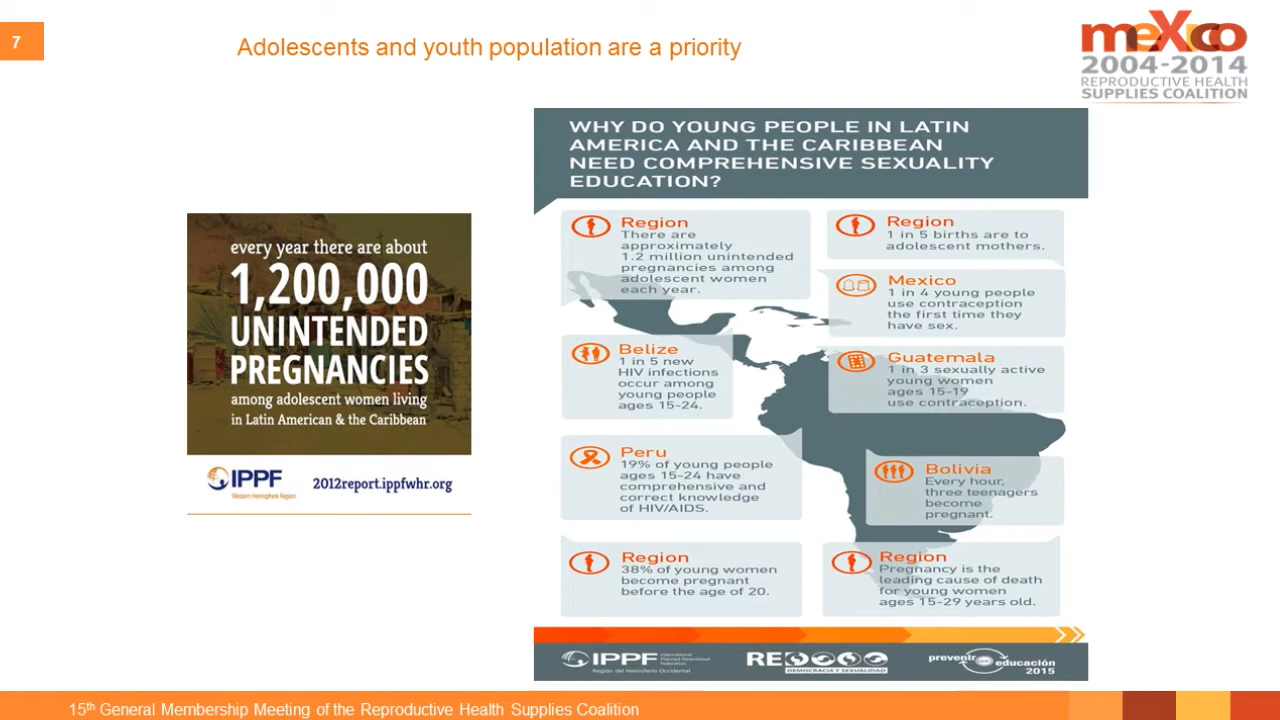 7
Adolescents and youth population are a priority
meXico
2004-2014
REPRODUCTIVE HEALTH
SUPPLIES COALITION
every year there are about
1,200,000
UNINTENDED
PREGNANCIES
among adolescent women living
in Latin American & the Caribbean
IPPF
Western Hemisphere Region
2012report.ippfwhr.org
WHY DO YOUNG PEOPLE IN LATIN
AMERICA AND THE CARIBBEAN
NEED COMPREHENSIVE SEXUALITY
EDUCATION?
Region
There are
approximately
1.2 million unintended
pregnancies among
adolescent women
each year.
Region
1 in 5 births are to
adolescent mothers.
Mexico
1 in 4 young people
use contraception
the first time they
have sex.
Belize
1 in 5 new
HIV infections
occur among
young people
ages 15-24.
Guatemala
1 in 3 sexually active
young women
ages 15-19
use contraception.
Peru
19% of young people
ages 15-24 have
comprehensive and
correct knowledge
of HIV/AIDS.
Bolivia
Every hour,
three teenagers
become
pregnant.
Region
38% of young women
become pregnant
before the age of 20.
Region
Pregnancy is the
leading cause of death
for young women
ages 15-29 years old.
IPPF
International
Planned Parenthood
Federation
Región del Hemisferio Occidental
RE
DEMOCRACIA Y SEXUALIDAD
prevenir
educación
2015
15th General Membership Meeting of the Reproductive Health Supplies Coalition